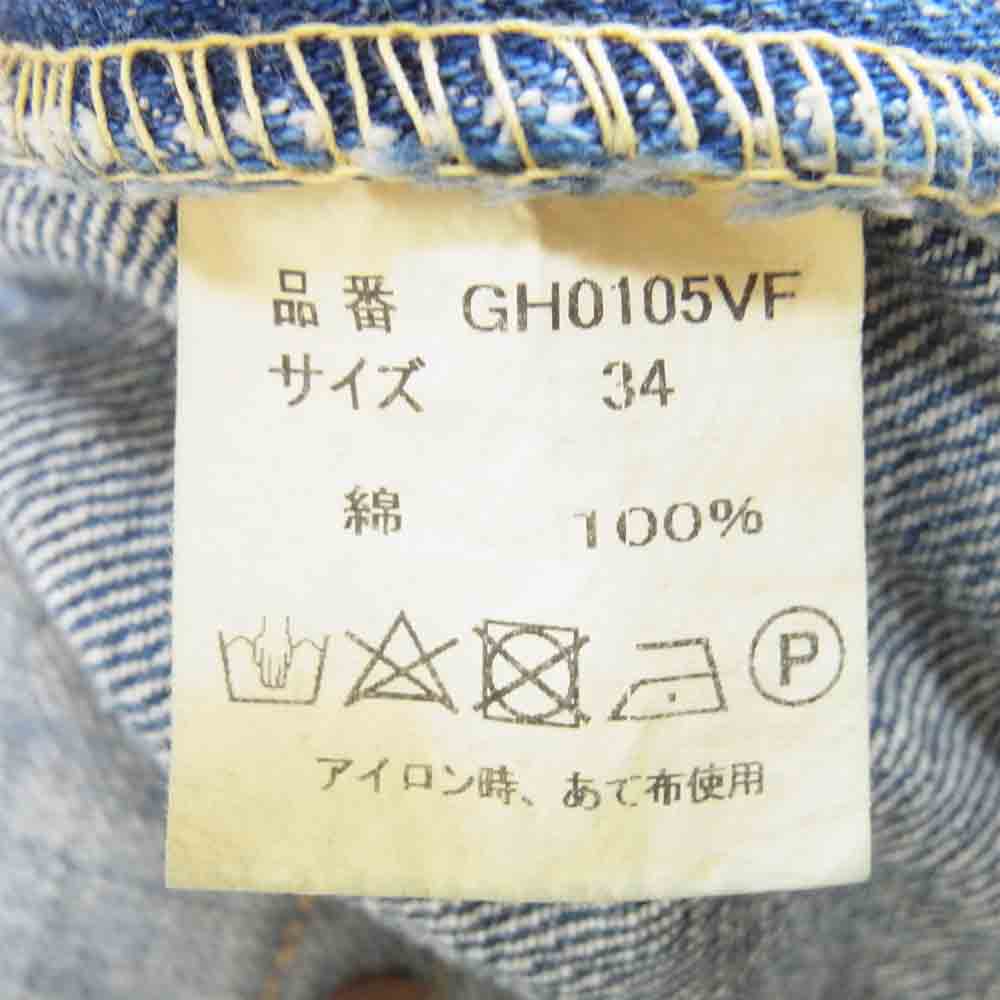 品番 GH0105VF
サイズ 34
綿 100%
P
アイロン時、あて布使用